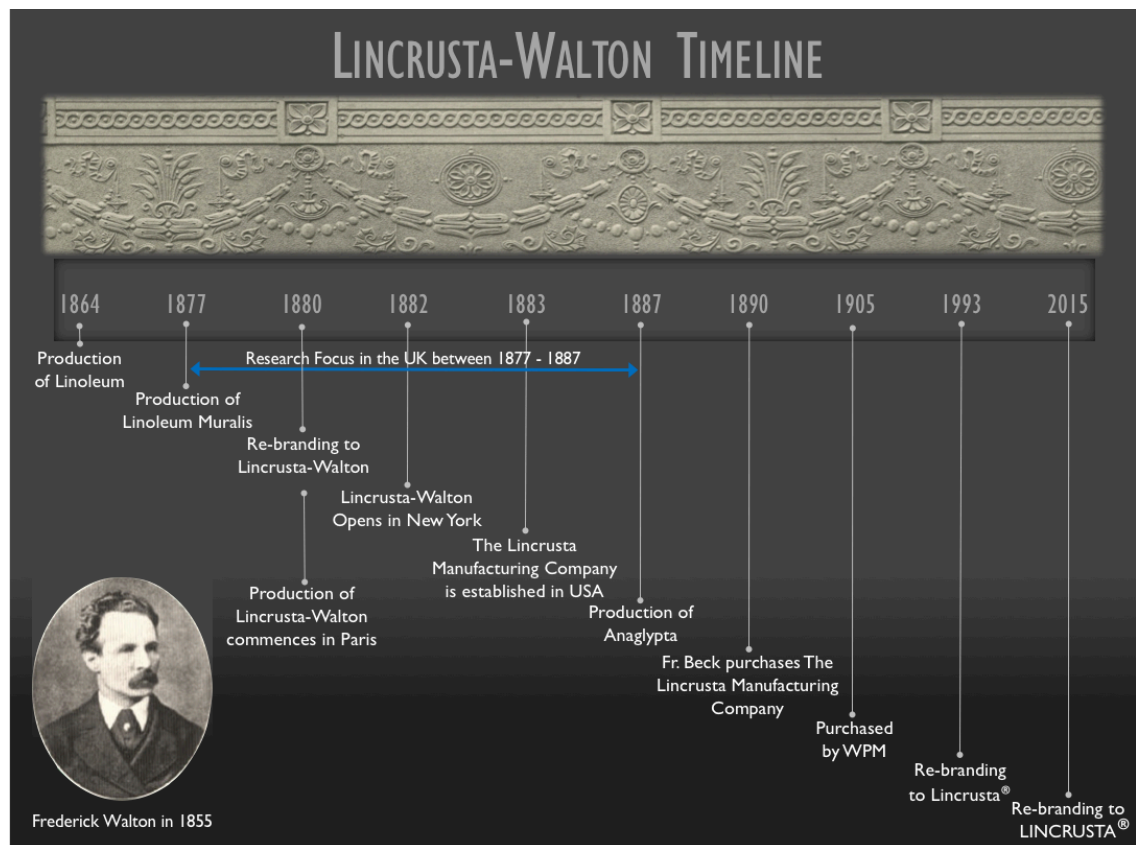 LINCRUSTA-WALTON TIMELINE
1864
1877
1880
1882
1883
1887
1890
1905
1993
2015
Research Focus in the UK between 1877 - 1887
Production
of Linoleum
Production of
Linoleum Muralis
Re-branding to
Lincrusta-Walton
Production of
Lincrusta-Walton
commences in Paris
Lincrusta-Walton
Opens in New York
The Lincrusta
Manufacturing Company
is established in USA
Production of
Anaglypta
Fr. Beck purchases The
Lincrusta Manufacturing
Company
Purchased
by WPM
Re-branding
to Lincrusta®
Re-branding to
LINCRUSTA®
Frederick Walton in 1855